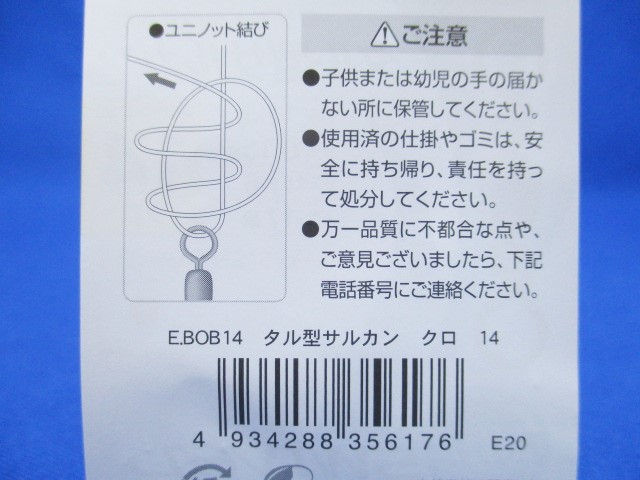 ●ユニノット結び
⚠ご注意
●子供または幼児の手の届か
ない所に保管してください。
●使用済の仕掛やゴミは、安
全に持ち帰り、責任を持っ
て処分してください。
●万一品質に不都合な点や、
ご意見ございましたら、下記
電話番号にご連絡ください。
E.BOB14 タル型サルカン クロ 14
4 934288 356176 E20